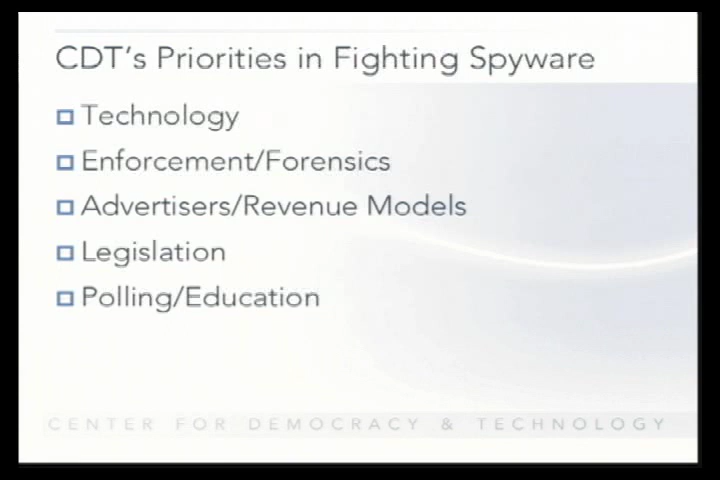 CDT's Priorities in Fighting Spyware
Technology
Enforcement/Forensics
Advertisers/Revenue Models
Legislation
Polling/Education
CENTER FOR DEMOCRACY & TECHNOLOGY